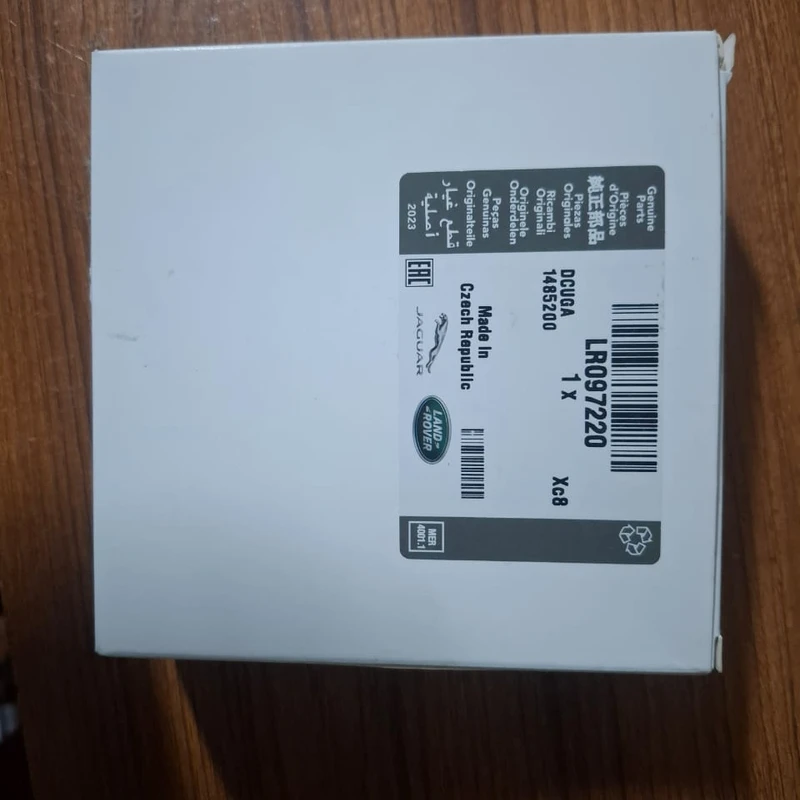 Genuine
Parts
Pièces
d'Origine
純正部品
Piezas
Originales
Ricambi
Originali
Originele
Onderdelen
Peças
Genuínas
Originalteile
قطع غيار
أصلية
2023
LR097220
1 X
DCUGA
1485200
Xc8
Made In
Czech Republic
EAC
JAGUAR
LAND
ROVER
MER
4001.1